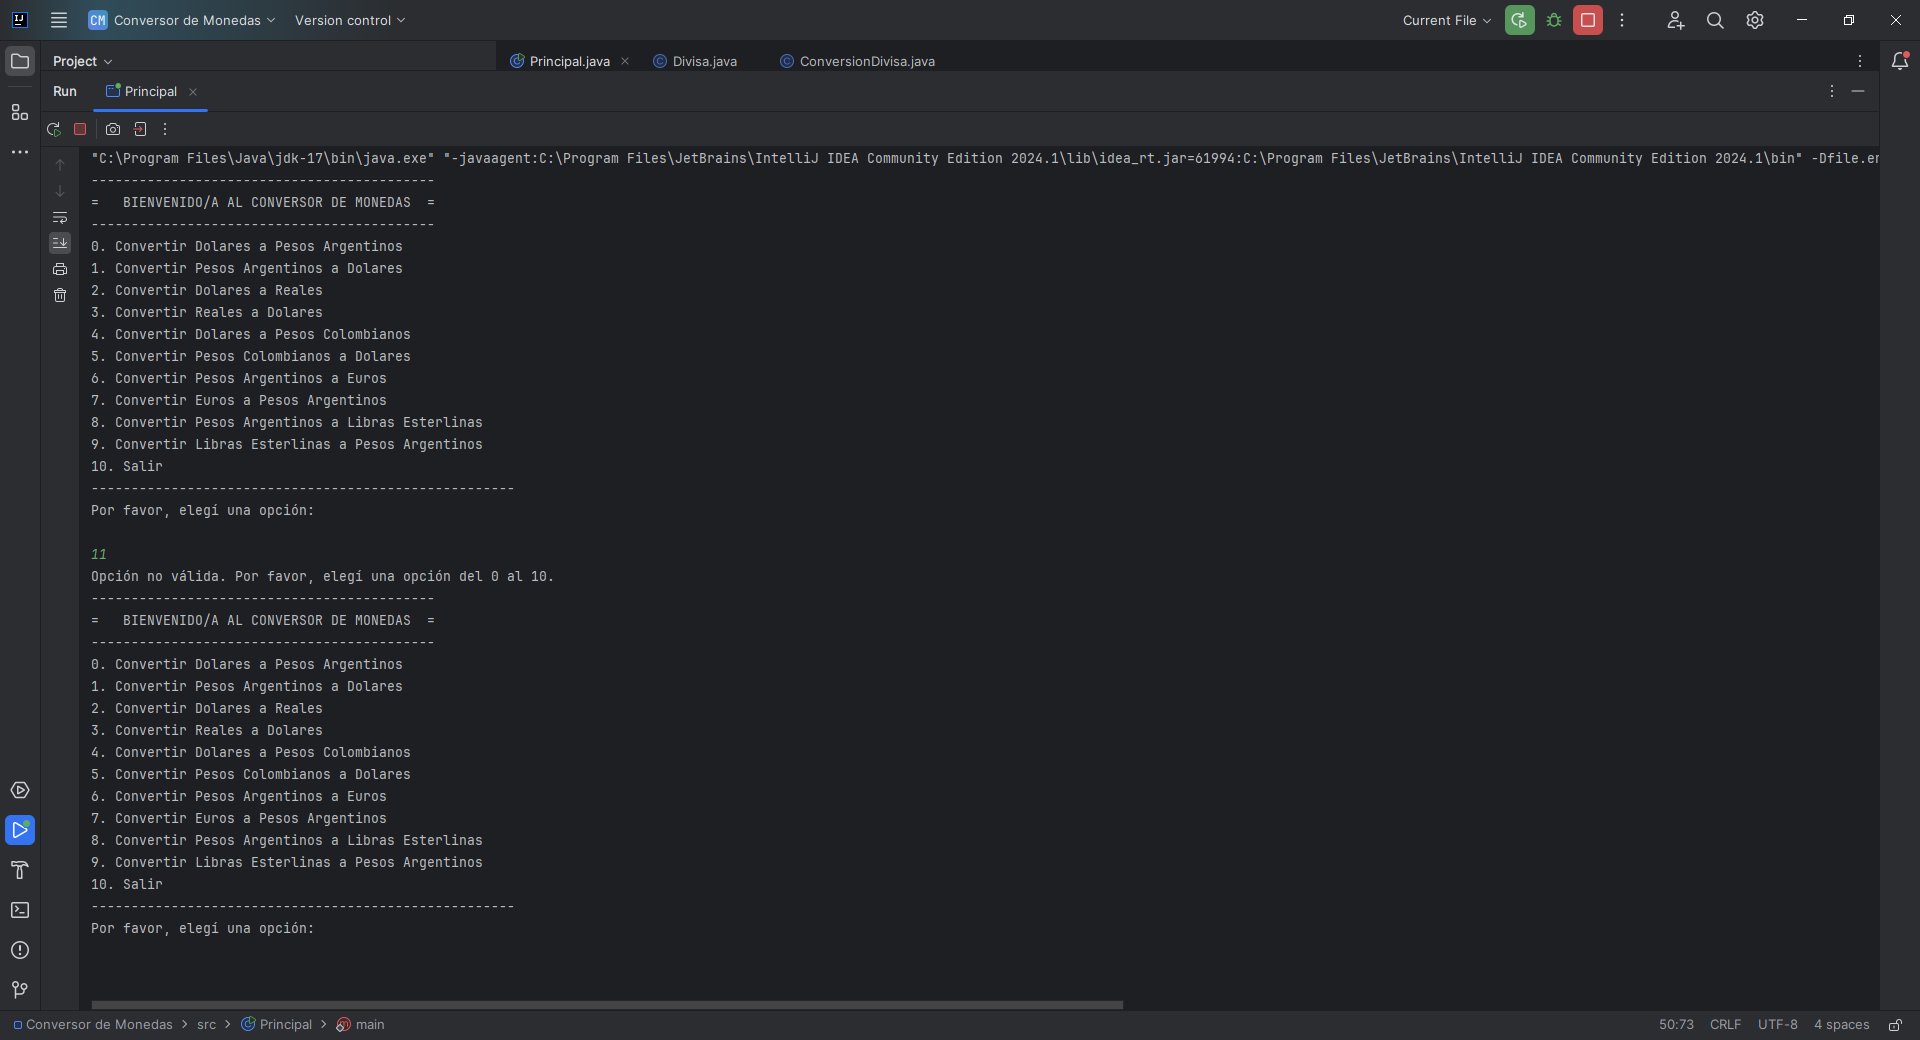 CM Conversor de Monedas Version control Current File
Project Principal.java Divisa.java ConversionDivisa.java
Run Principal
"C:\Program Files\Java\jdk-17\bin\java.exe" "-javaagent:C:\Program Files\JetBrains\IntelliJ IDEA Community Edition 2024.1\lib\idea_rt.jar=61994:C:\Program Files\JetBrains\IntelliJ IDEA Community Edition 2024.1\bin" -Dfile.en
-------------------------------------------
=   BIENVENIDO/A AL CONVERSOR DE MONEDAS  =
-------------------------------------------
0. Convertir Dolares a Pesos Argentinos
1. Convertir Pesos Argentinos a Dolares
2. Convertir Dolares a Reales
3. Convertir Reales a Dolares
4. Convertir Dolares a Pesos Colombianos
5. Convertir Pesos Colombianos a Dolares
6. Convertir Pesos Argentinos a Euros
7. Convertir Euros a Pesos Argentinos
8. Convertir Pesos Argentinos a Libras Esterlinas
9. Convertir Libras Esterlinas a Pesos Argentinos
10. Salir
-----------------------------------------------------
Por favor, elegí una opción:
11
Opción no válida. Por favor, elegí una opción del 0 al 10.
-------------------------------------------
=   BIENVENIDO/A AL CONVERSOR DE MONEDAS  =
-------------------------------------------
0. Convertir Dolares a Pesos Argentinos
1. Convertir Pesos Argentinos a Dolares
2. Convertir Dolares a Reales
3. Convertir Reales a Dolares
4. Convertir Dolares a Pesos Colombianos
5. Convertir Pesos Colombianos a Dolares
6. Convertir Pesos Argentinos a Euros
7. Convertir Euros a Pesos Argentinos
8. Convertir Pesos Argentinos a Libras Esterlinas
9. Convertir Libras Esterlinas a Pesos Argentinos
10. Salir
-----------------------------------------------------
Por favor, elegí una opción:
Conversor de Monedas > src > Principal > main 50:73 CRLF UTF-8 4 spaces